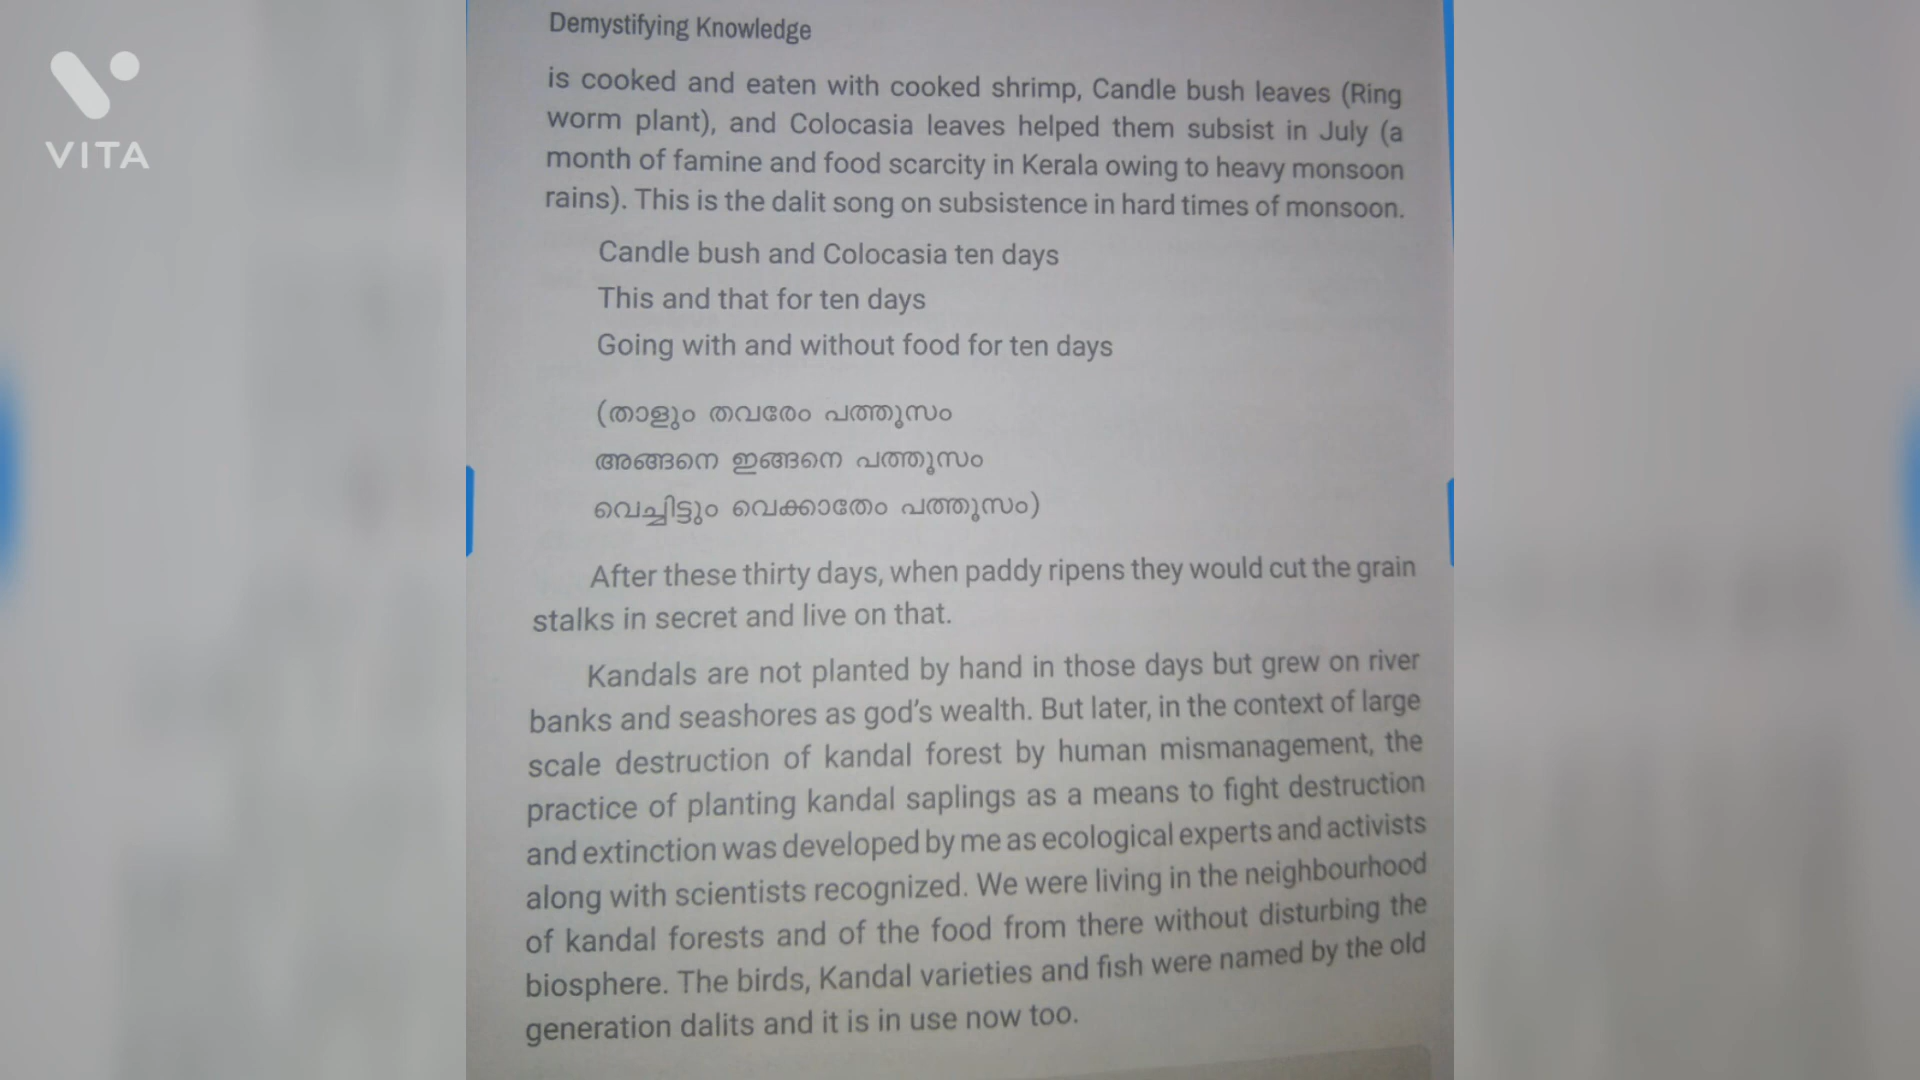 VITA
Demystifying Knowledge
is cooked and eaten with cooked shrimp, Candle bush leaves (Ring
worm plant), and Colocasia leaves helped them subsist in July (a
month of famine and food scarcity in Kerala owing to heavy monsoon
rains). This is the dalit song on subsistence in hard times of monsoon.
Candle bush and Colocasia ten days
This and that for ten days
Going with and without food for ten days
(താളും തവരേം പത്തൂസം
അങ്ങനെ ഇങ്ങനെ പത്തൂസം
വെച്ചിട്ടും വെക്കാതേം പത്തൂസം)
After these thirty days, when paddy ripens they would cut the grain
stalks in secret and live on that.
Kandals are not planted by hand in those days but grew on river
banks and seashores as god's wealth. But later, in the context of large
scale destruction of kandal forest by human mismanagement, the
practice of planting kandal saplings as a means to fight destruction
and extinction was developed by me as ecological experts and activists
along with scientists recognized. We were living in the neighbourhood
of kandal forests and of the food from there without disturbing the
biosphere. The birds, Kandal varieties and fish were named by the old
generation dalits and it is in use now too.